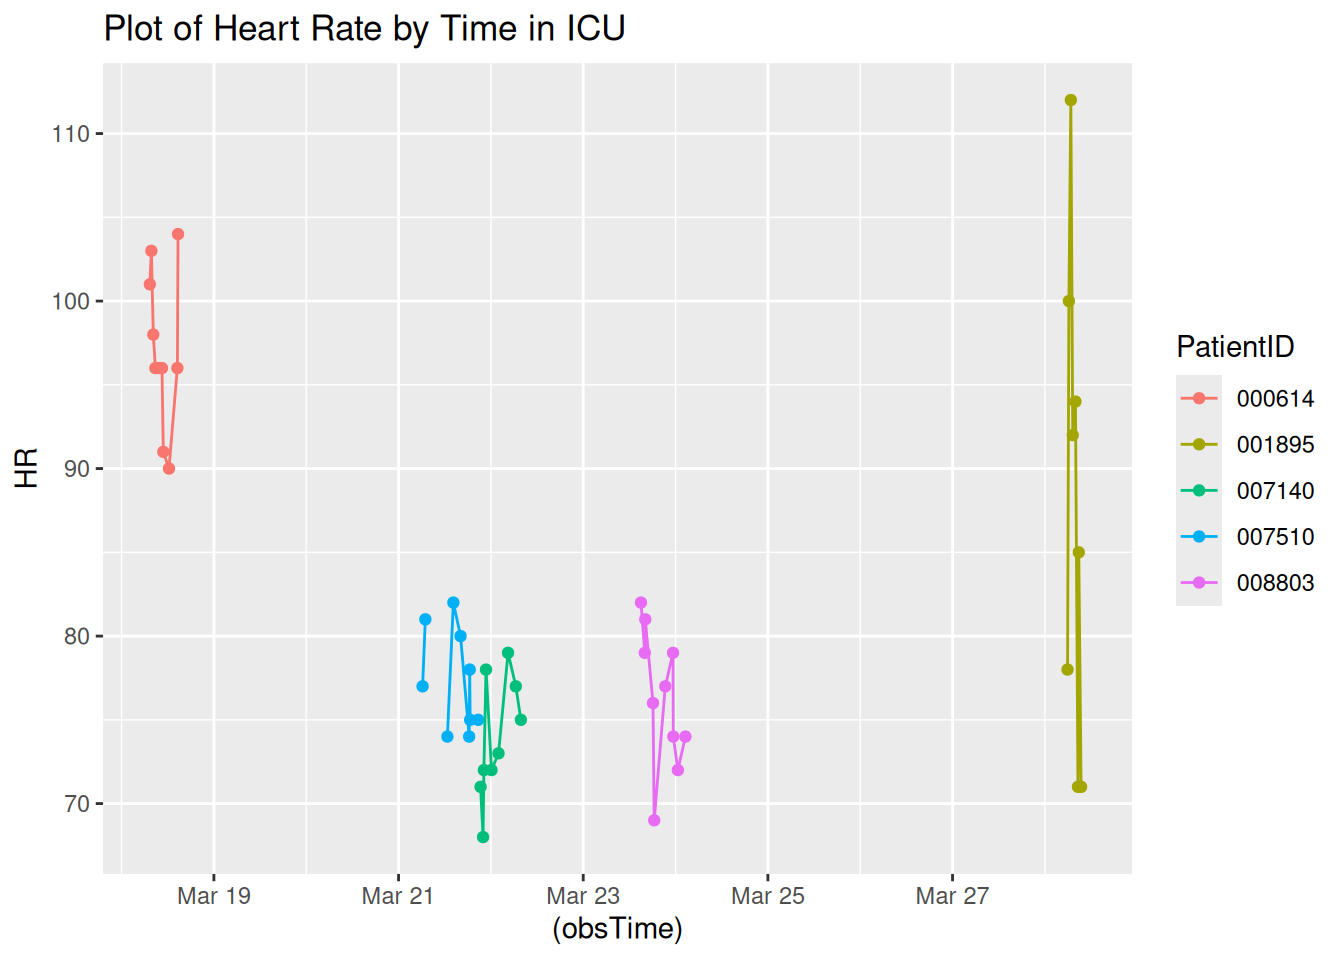 Plot of Heart Rate by Time in ICU
HR
110
100
90
80
70
Mar 19
Mar 21
Mar 23
Mar 25
Mar 27
(obsTime)
PatientID
000614
001895
007140
007510
008803